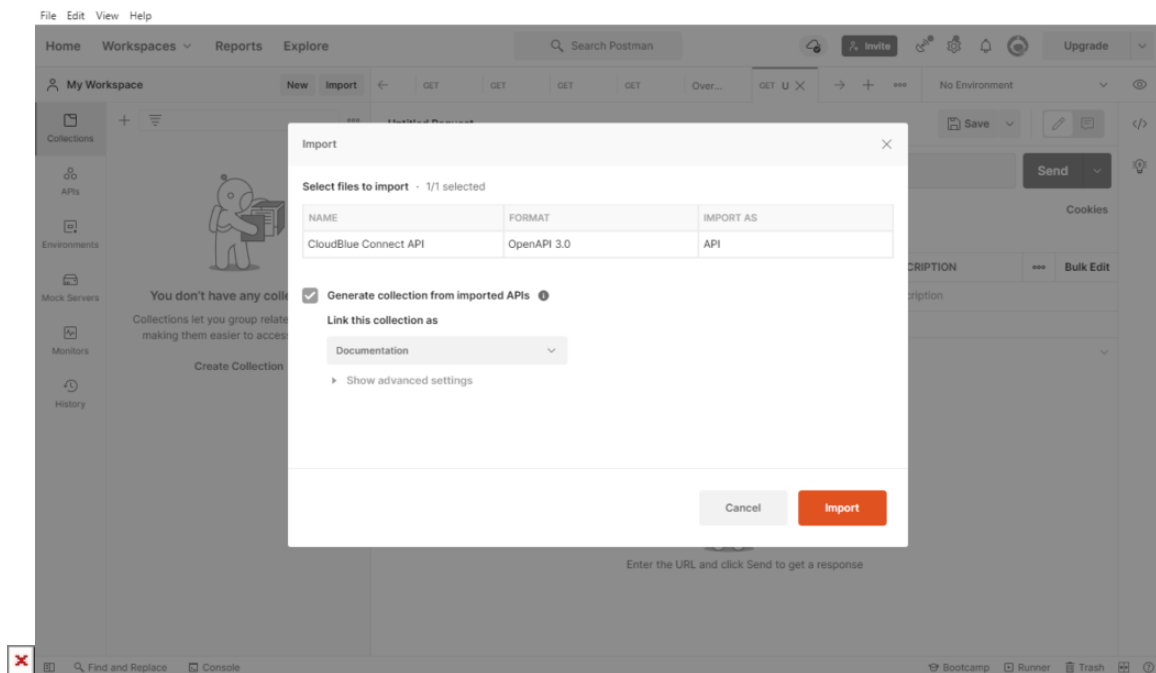 File Edit View Help
Home Workspaces Reports Explore Search Postman Invite Upgrade
My Workspace New Import GET GET GET GET Over... GET U No Environment
Collections
Untitled Request Save
Import
APIs
Select files to import · 1/1 selected
Send
NAME FORMAT IMPORT AS
Cookies
CloudBlue Connect API OpenAPI 3.0 API
Environments
CRIPTION Bulk Edit
Mock Servers
You don't have any colle
Generate collection from imported APIs
cription
Collections let you group relate
making them easier to acces
Link this collection as
Monitors
Documentation
Create Collection
Show advanced settings
History
Cancel Import
Enter the URL and click Send to get a response
Find and Replace Console Bootcamp Runner Trash